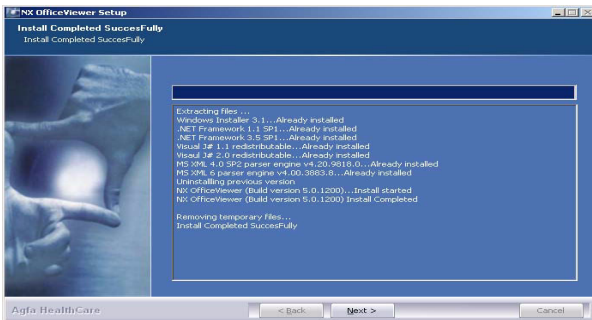 NX OfficeViewer Setup
Install Completed SuccesFully
Install Completed SuccesFully
Extracting files ...
Windows Installer 3.1...Already installed
.NET Framework 1.1 SP1...Already installed
.NET Framework 3.5 SP1...Already installed
Visual J# 1.1 redistributable...Already installed
Visaul J# 2.0 redistributable...Already installed
MS XML 4.0 SP2 parser engine v4.20.9818.0...Already installed
MS XML 6 parser engine v4.00.3883.8...Already installed
Uninstalling previous version
NX OfficeViewer (Build version 5.0.1200)...Install started
NX OfficeViewer (Build version 5.0.1200) Install Completed
Removing temporary files...
Install Completed SuccesFully
Agfa HealthCare
< Back Next > Cancel